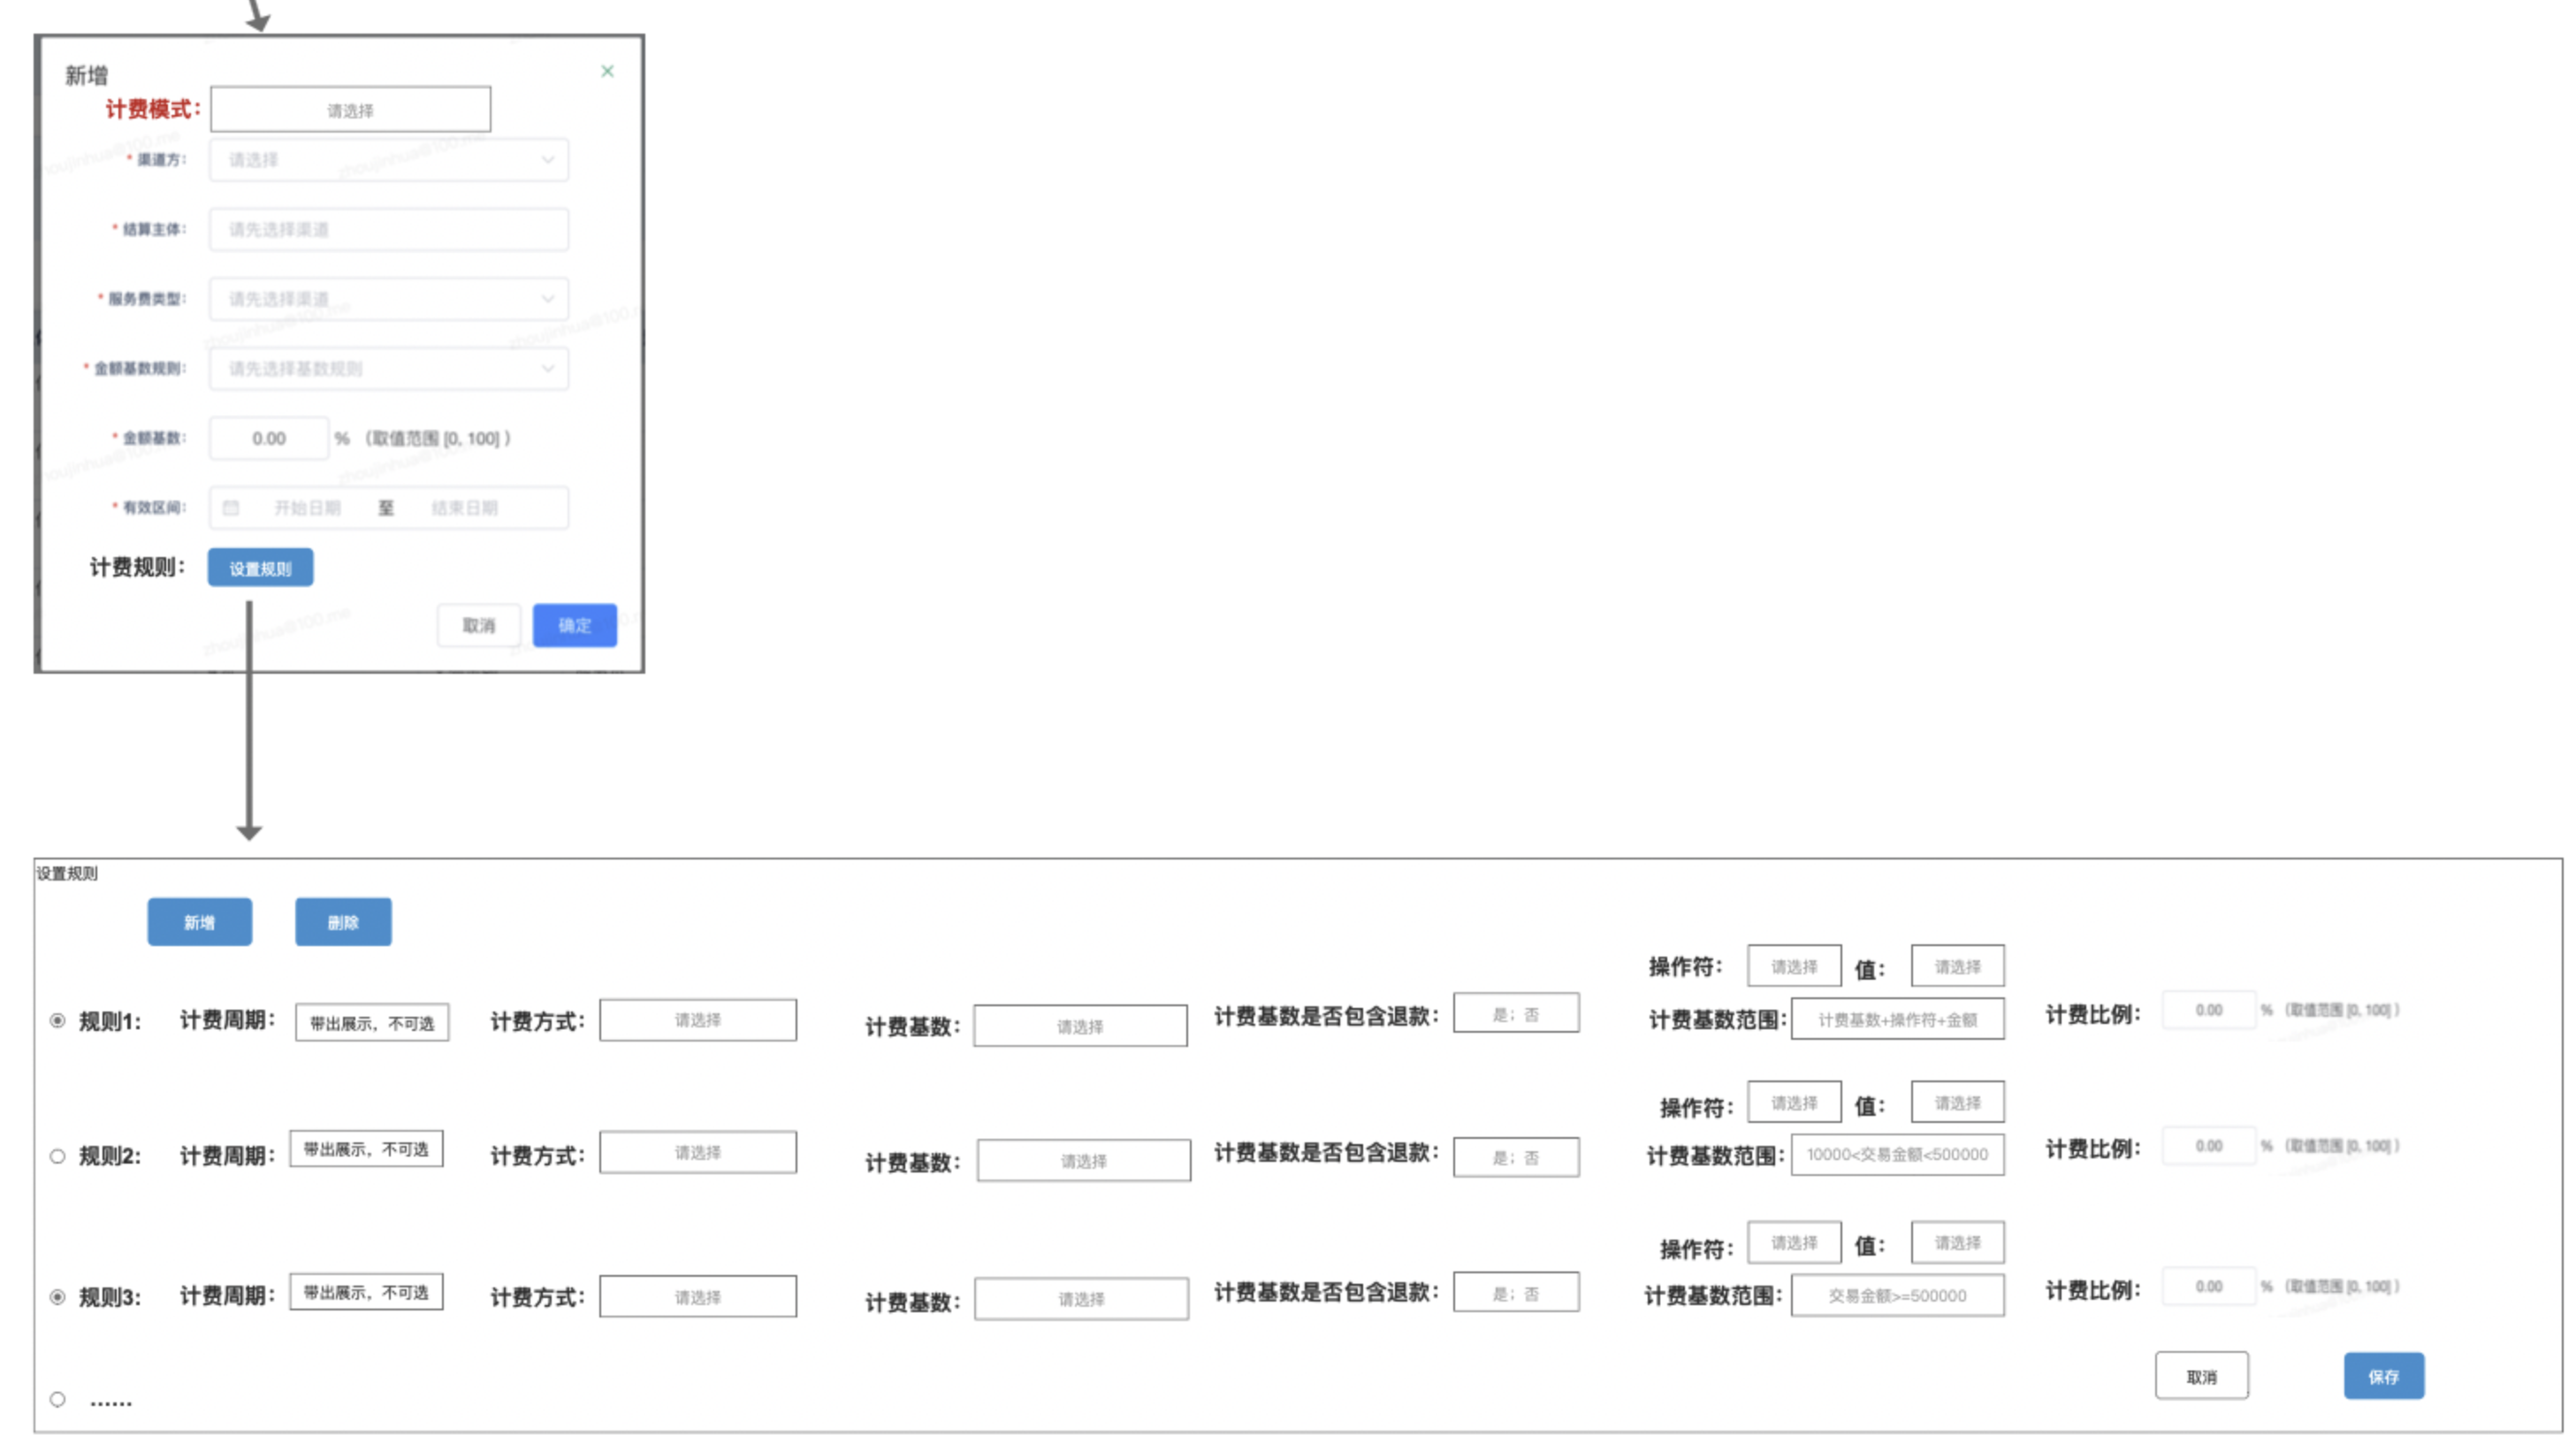 新增
计费模式： 请选择
* 渠道方： 请选择
* 结算主体： 请先选择渠道
* 服务费类型： 请先选择渠道
* 金额基数规则： 请先选择基数规则
* 金额基数： 0.00 % （取值范围 [0, 100] ）
* 有效区间： 开始日期 至 结束日期
计费规则： 设置规则
取消 确定
zhoujinhua@100.me
设置规则
新增 删除
操作符： 请选择 值： 请选择
规则1： 计费周期： 带出展示，不可选 计费方式： 请选择 计费基数： 请选择 计费基数是否包含退款： 是；否 计费基数范围： 计费基数+操作符+金额 计费比例： 0.00 % （取值范围 [0, 100] ）
操作符： 请选择 值： 请选择
规则2： 计费周期： 带出展示，不可选 计费方式： 请选择 计费基数： 请选择 计费基数是否包含退款： 是；否 计费基数范围： 10000<交易金额<500000 计费比例： 0.00 % （取值范围 [0, 100] ）
操作符： 请选择 值： 请选择
规则3： 计费周期： 带出展示，不可选 计费方式： 请选择 计费基数： 请选择 计费基数是否包含退款： 是；否 计费基数范围： 交易金额>=500000 计费比例： 0.00 % （取值范围 [0, 100] ）
取消 保存
......